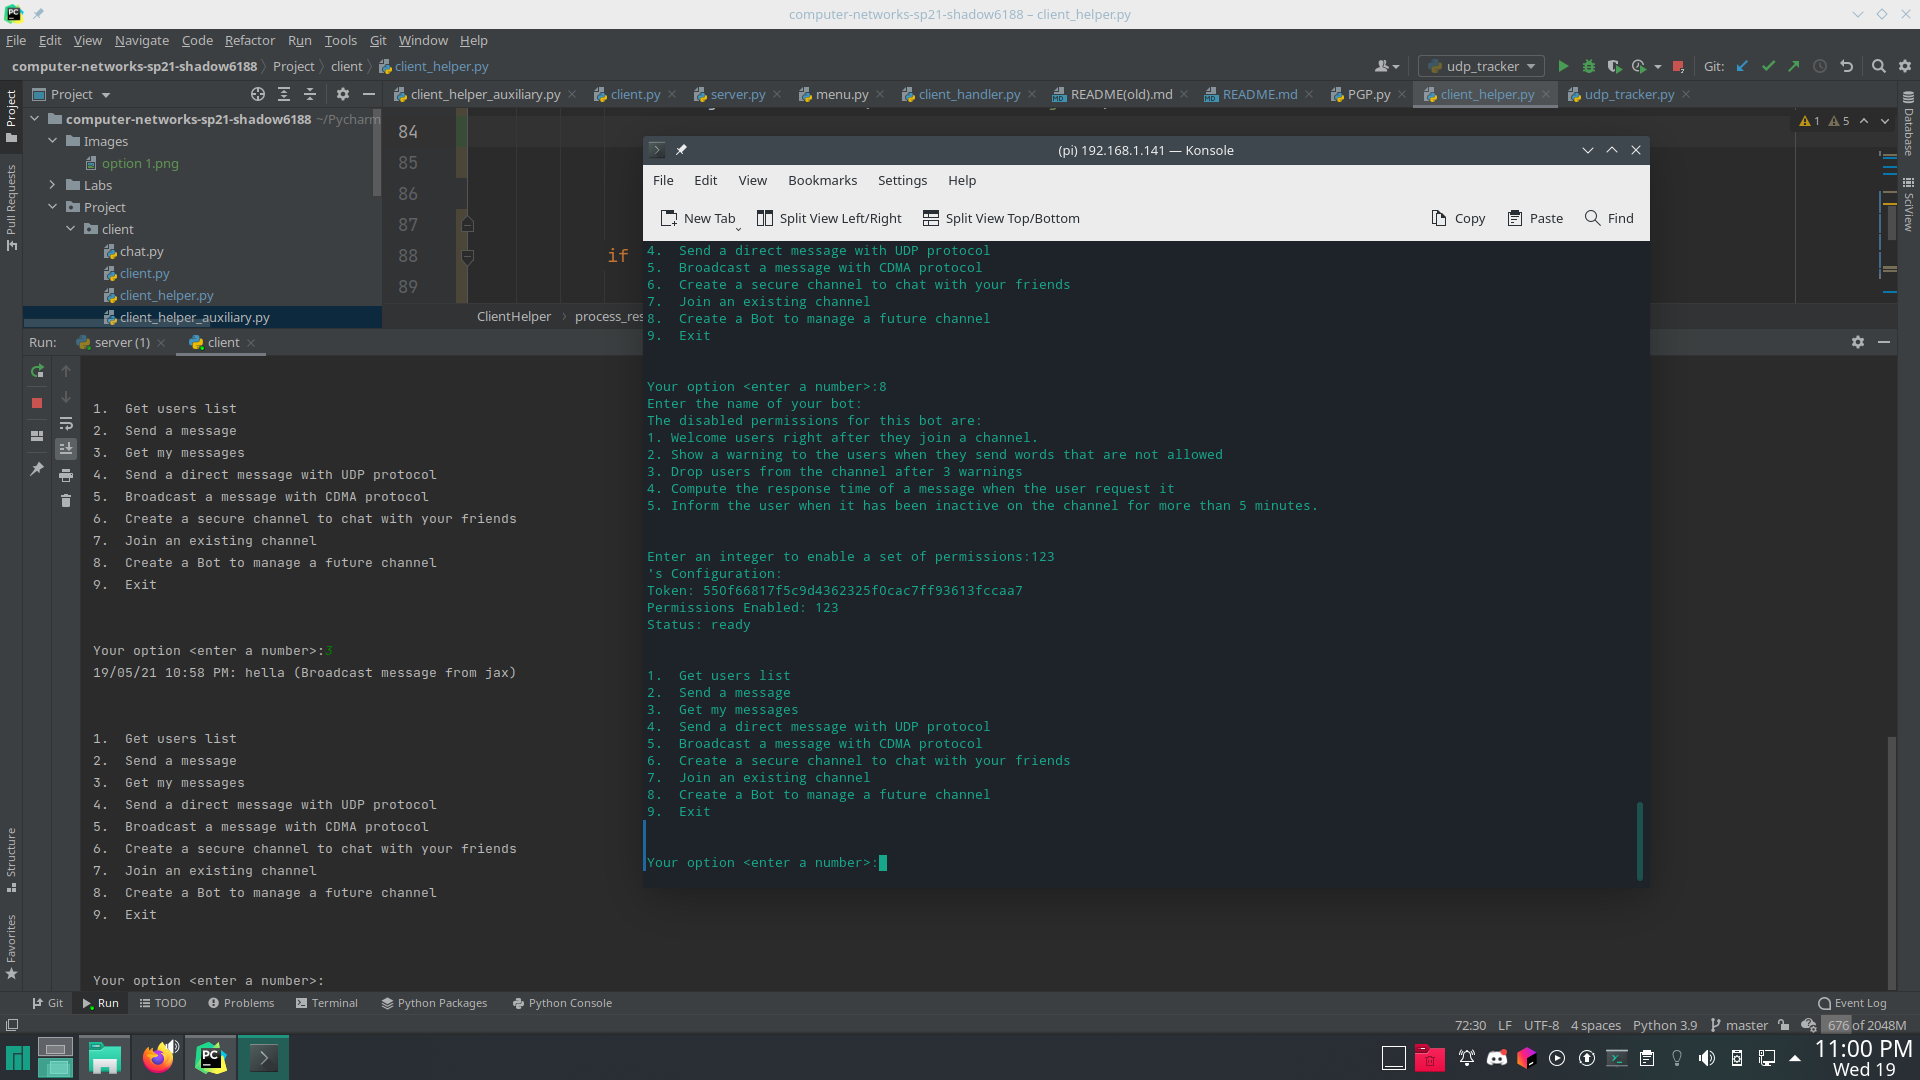 computer-networks-sp21-shadow6188 – client_helper.py
File Edit View Navigate Code Refactor Run Tools Git Window Help
computer-networks-sp21-shadow6188 Project client client_helper.py
udp_tracker Git:
Project
client_helper_auxiliary.py client.py server.py menu.py client_handler.py README(old).md README.md PGP.py client_helper.py udp_tracker.py
computer-networks-sp21-shadow6188 ~/Pycharm
Images
option 1.png
Labs
Project
client
chat.py
client.py
client_helper.py
client_helper_auxiliary.py
84
85
86
87
88 if
89
1 5
ClientHelper process_res
Project
Pull Requests
Structure
Favorites
Database
SciView
Run: server (1) client
1. Get users list
2. Send a message
3. Get my messages
4. Send a direct message with UDP protocol
5. Broadcast a message with CDMA protocol
6. Create a secure channel to chat with your friends
7. Join an existing channel
8. Create a Bot to manage a future channel
9. Exit
Your option <enter a number>:3
19/05/21 10:58 PM: hella (Broadcast message from jax)
1. Get users list
2. Send a message
3. Get my messages
4. Send a direct message with UDP protocol
5. Broadcast a message with CDMA protocol
6. Create a secure channel to chat with your friends
7. Join an existing channel
8. Create a Bot to manage a future channel
9. Exit
Your option <enter a number>:
(pi) 192.168.1.141 — Konsole
File Edit View Bookmarks Settings Help
New Tab Split View Left/Right Split View Top/Bottom Copy Paste Find
4. Send a direct message with UDP protocol
5. Broadcast a message with CDMA protocol
6. Create a secure channel to chat with your friends
7. Join an existing channel
8. Create a Bot to manage a future channel
9. Exit
Your option <enter a number>:8
Enter the name of your bot:
The disabled permissions for this bot are:
1. Welcome users right after they join a channel.
2. Show a warning to the users when they send words that are not allowed
3. Drop users from the channel after 3 warnings
4. Compute the response time of a message when the user request it
5. Inform the user when it has been inactive on the channel for more than 5 minutes.
Enter an integer to enable a set of permissions:123
's Configuration:
Token: 550f66817f5c9d4362325f0cac7ff93613fccaa7
Permissions Enabled: 123
Status: ready
1. Get users list
2. Send a message
3. Get my messages
4. Send a direct message with UDP protocol
5. Broadcast a message with CDMA protocol
6. Create a secure channel to chat with your friends
7. Join an existing channel
8. Create a Bot to manage a future channel
9. Exit
Your option <enter a number>:
Git Run TODO Problems Terminal Python Packages Python Console Event Log
72:30 LF UTF-8 4 spaces Python 3.9 master 676 of 2048M
11:00 PM
Wed 19